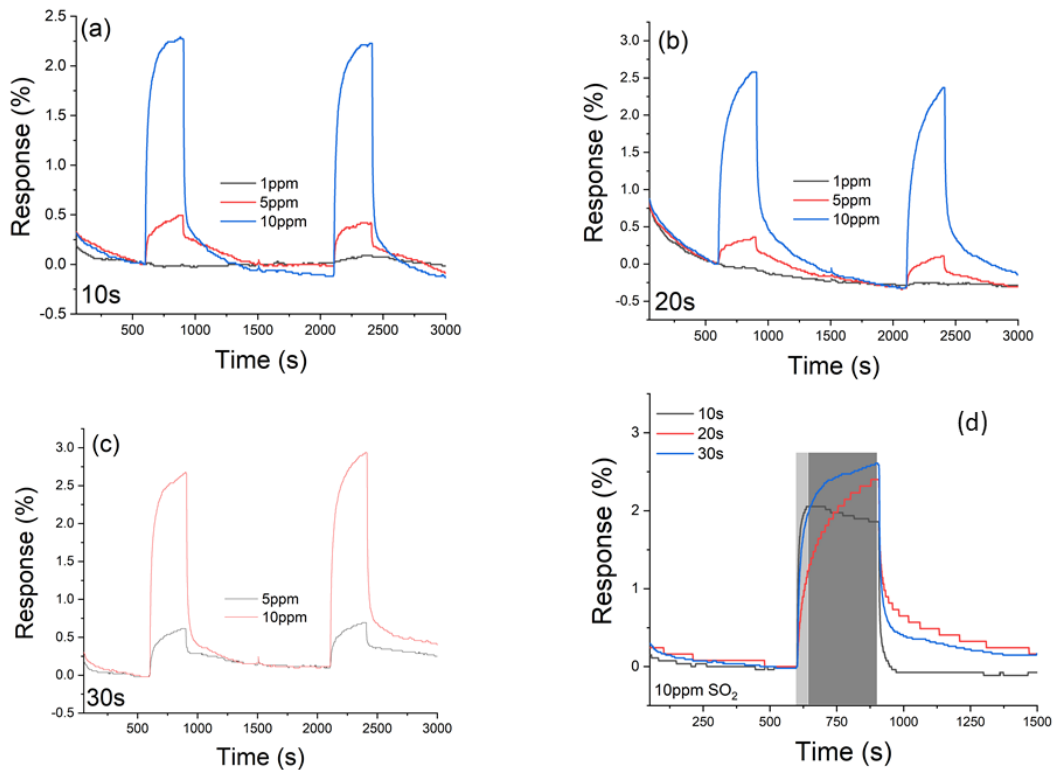 (a)
2.5
2.0
1.5
1.0
0.5
0.0
-0.5
Response (%)
1ppm
5ppm
10ppm
10s
500 1000 1500 2000 2500 3000
Time (s)
(b)
3.0
2.5
2.0
1.5
1.0
0.5
0.0
-0.5
Response (%)
1ppm
5ppm
10ppm
20s
500 1000 1500 2000 2500 3000
Time (s)
(c)
3.0
2.5
2.0
1.5
1.0
0.5
0.0
-0.5
Response (%)
5ppm
10ppm
30s
500 1000 1500 2000 2500 3000
Time (s)
(d)
10s
20s
30s
3
2
1
0
Response (%)
10ppm SO₂
250 500 750 1000 1250 1500
Time (s)